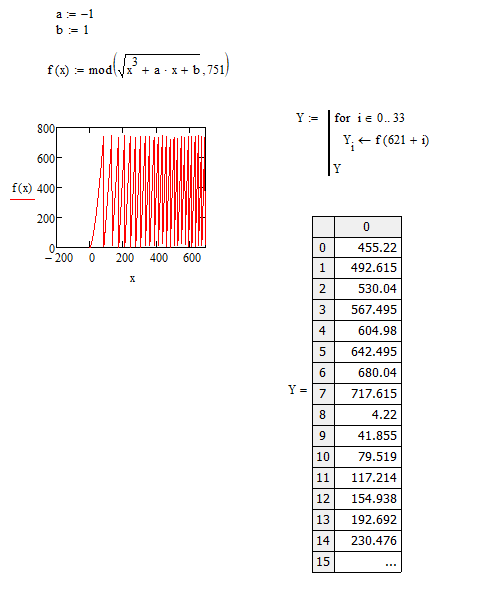 a := −1
b := 1
f(x) := mod(√(x³ + a · x + b), 751)
Y := for i ∈ 0.. 33
Yᵢ ← f(621 + i)
Y
800
600
f(x) 400
200
0
−200 0 200 400 600
x
Y =
0
0 455.22
1 492.615
2 530.04
3 567.495
4 604.98
5 642.495
6 680.04
7 717.615
8 4.22
9 41.855
10 79.519
11 117.214
12 154.938
13 192.692
14 230.476
15 ...